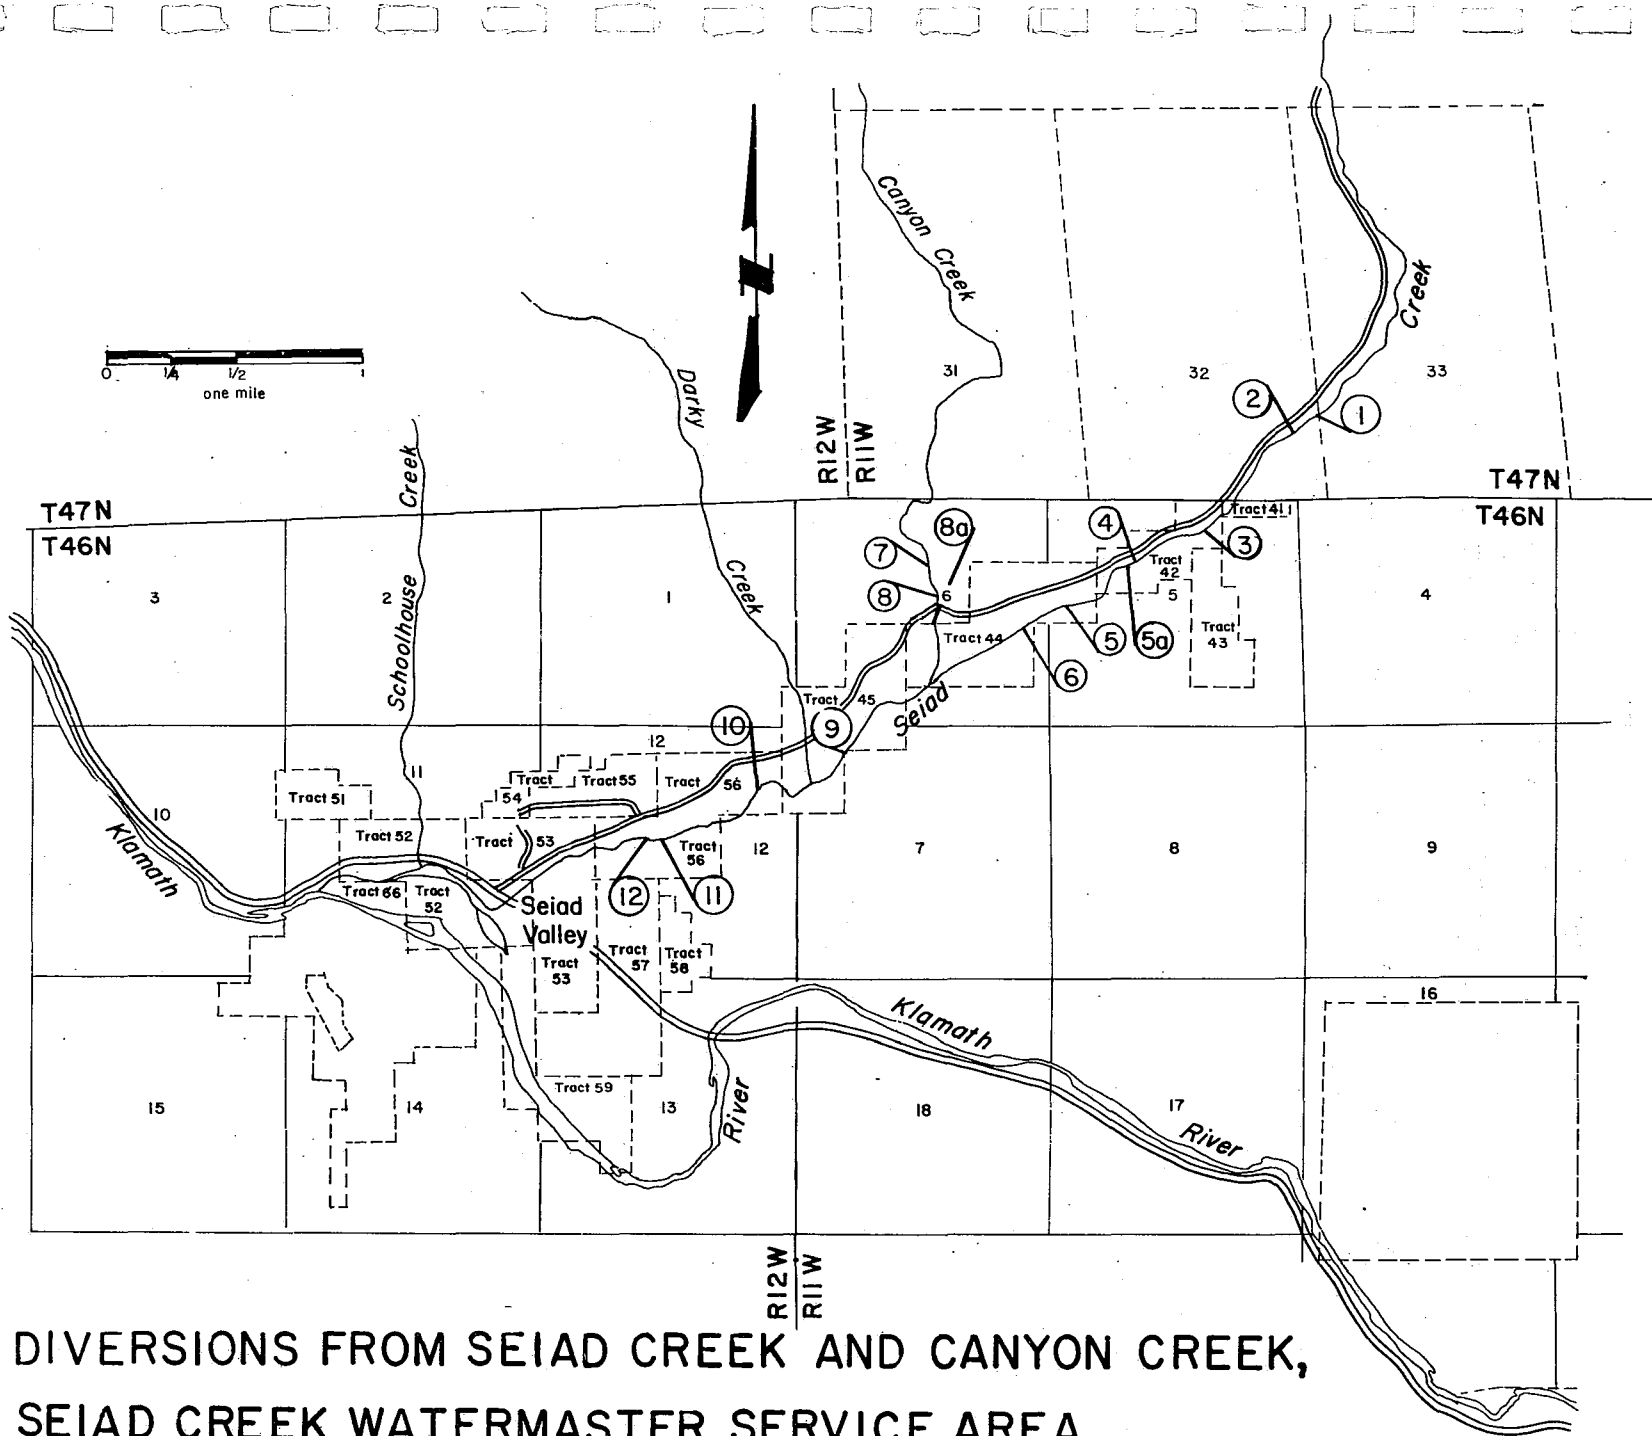 Canyon Creek
Creek
0 1/4 1/2 1
one mile
Darky
31
32
33
2
1
R12W
R11W
Creek
T47N
T47N
T46N
T46N
Tract 41
8a
4
3
7
Creek
Tract
42
3
2
1
8
6
5
4
Schoolhouse
Tract 44
5
5a
Tract
43
6
Tract 45
Seiad
10
9
12
11
Tract 51
Tract
54
Tract 55
Tract 56
10
Klamath
Tract 52
Tract 53
Tract
56
12
7
8
9
Tract 66
Tract
52
12
11
Seiad
Valley
Tract
53
Tract
57
Tract
58
16
Klamath
Tract 59
15
14
13
River
18
17
River
R12W
R11W
DIVERSIONS FROM SEIAD CREEK AND CANYON CREEK,
SEIAD CREEK WATERMASTER SERVICE AREA